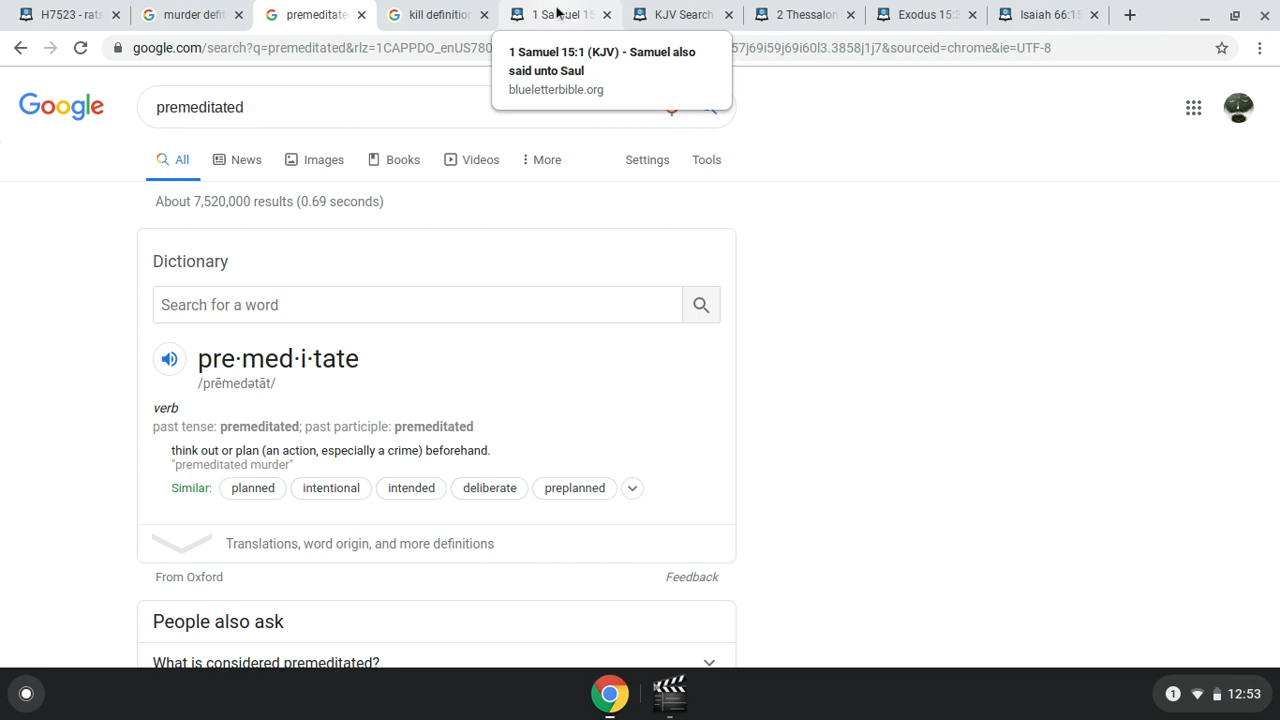 H7523 - rats
murder defi
premeditate
kill definition
1 Samuel 15
KJV Search
2 Thessalon
Exodus 15:
Isaiah 66:15
google.com/search?q=premeditated&rlz=1CAPPDO_enUS780
57j69i59j69i60l3.3858j1j7&sourceid=chrome&ie=UTF-8
1 Samuel 15:1 (KJV) - Samuel also
said unto Saul
blueletterbible.org
Google
premeditated
All
News
Images
Books
Videos
More
Settings
Tools
About 7,520,000 results (0.69 seconds)
Dictionary
Search for a word
pre·med·i·tate
/prēmedətāt/
verb
past tense: premeditated; past participle: premeditated
think out or plan (an action, especially a crime) beforehand.
"premeditated murder"
Similar: planned intentional intended deliberate preplanned
Translations, word origin, and more definitions
From Oxford
Feedback
People also ask
What is considered premeditated?
1
12:53